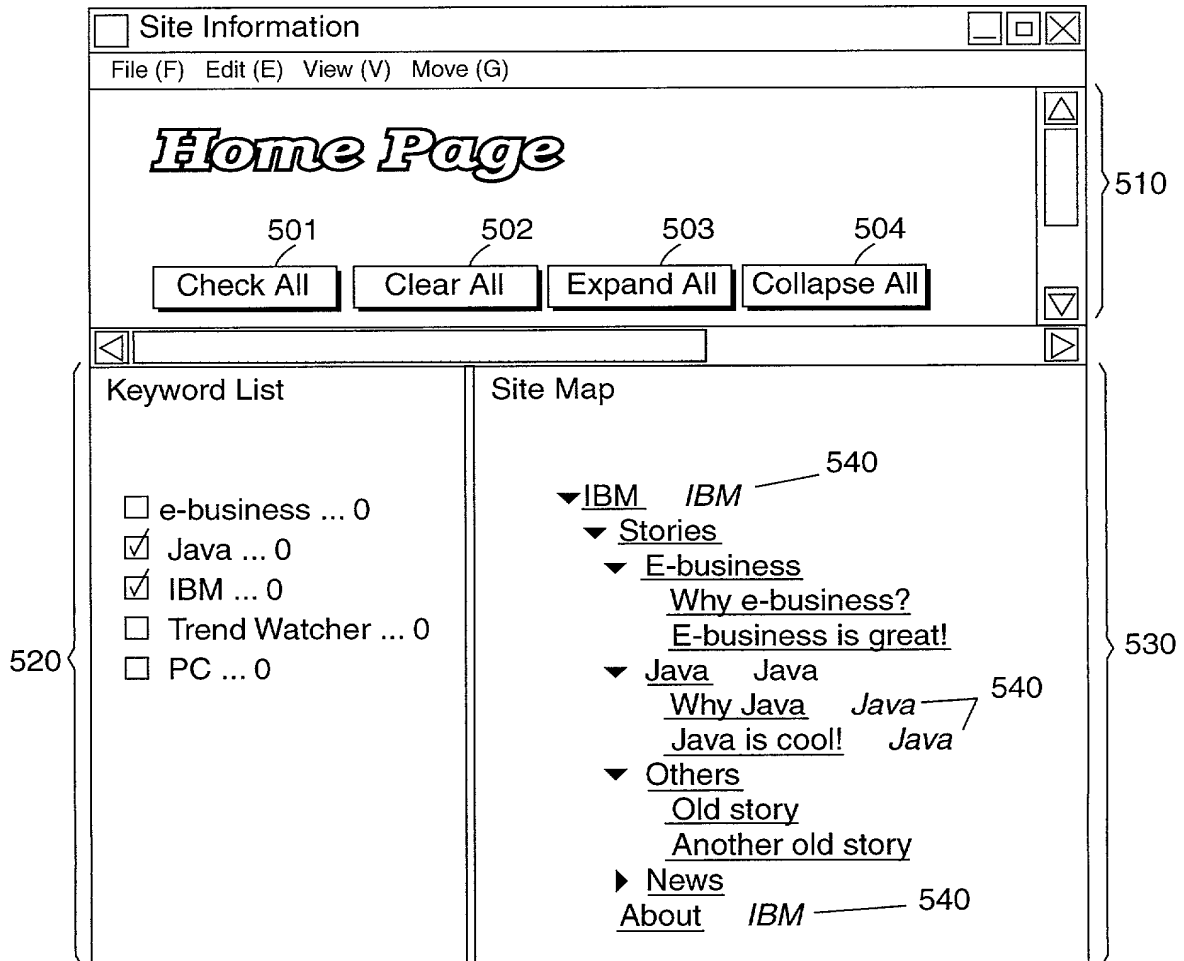 Site Information
File (F) Edit (E) View (V) Move (G)
Home Page
510
501 502 503 504
Check All Clear All Expand All Collapse All
Keyword List
Site Map
540
IBM IBM
e-business ... 0
Stories
Java ... 0
E-business
IBM ... 0
Why e-business?
Trend Watcher ... 0
E-business is great!
520
530
PC ... 0
Java Java
540
Why Java Java
Java is cool! Java
Others
Old story
Another old story
News
540
About IBM